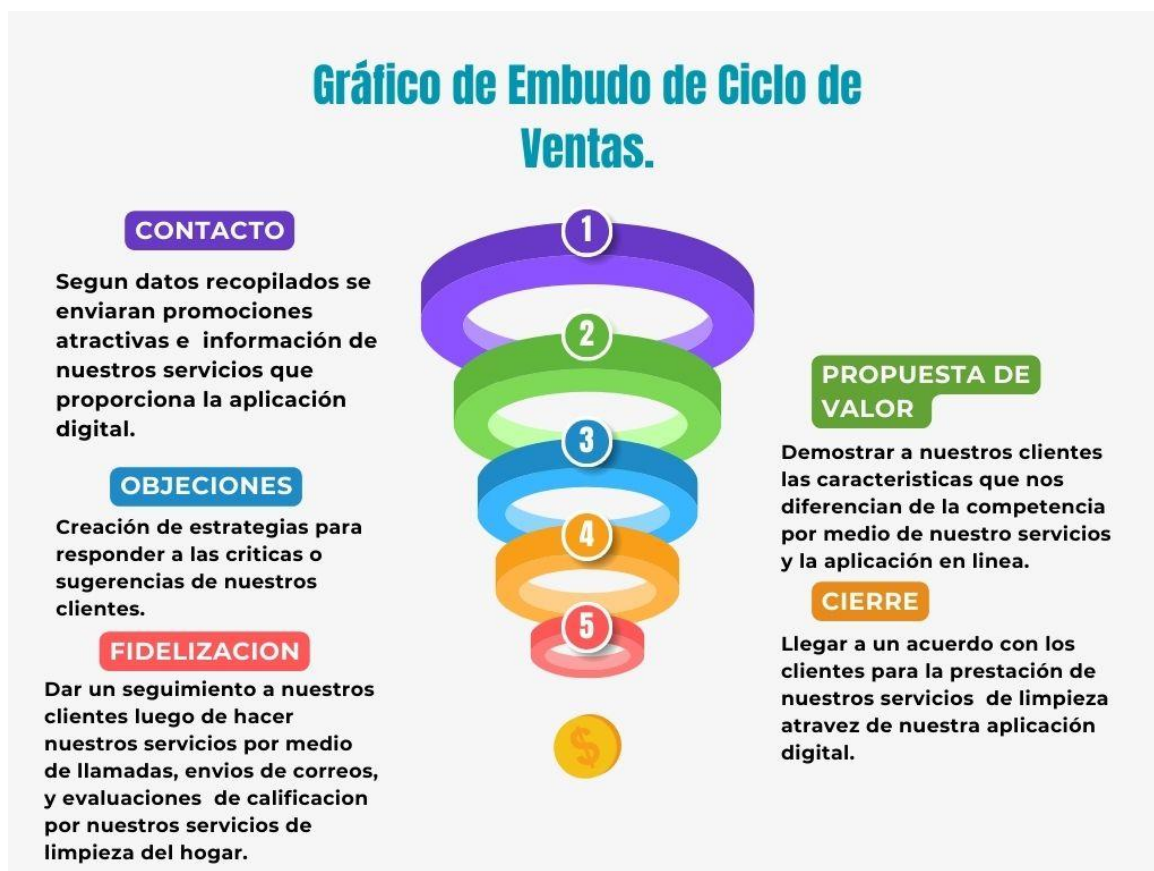 Gráfico de Embudo de Ciclo de
Ventas.
CONTACTO
Segun datos recopilados se
enviaran promociones
atractivas e información de
nuestros servicios que
proporciona la aplicación
digital.
1
2
PROPUESTA DE
VALOR
Demostrar a nuestros clientes
las caracteristicas que nos
diferencian de la competencia
por medio de nuestro servicios
y la aplicación en linea.
OBJECIONES
Creación de estrategias para
responder a las criticas o
sugerencias de nuestros
clientes.
3
4
CIERRE
Llegar a un acuerdo con los
clientes para la prestación de
nuestros servicios de limpieza
atravez de nuestra aplicación
digital.
FIDELIZACION
Dar un seguimiento a nuestros
clientes luego de hacer
nuestros servicios por medio
de llamadas, envios de correos,
y evaluaciones de calificacion
por nuestros servicios de
limpieza del hogar.
5
$